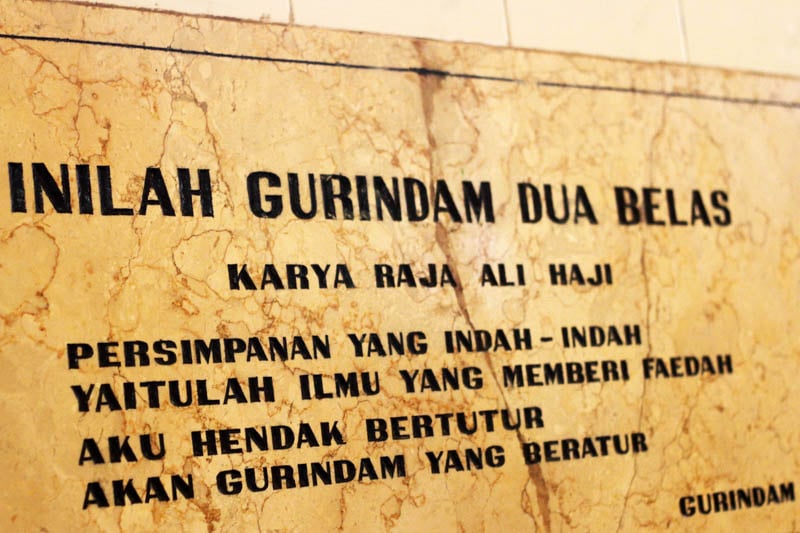 INILAH GURINDAM DUA BELAS
KARYA RAJA ALI HAJI
PERSIMPANAN YANG INDAH-INDAH
YAITULAH ILMU YANG MEMBERI FAEDAH
AKU HENDAK BERTUTUR
AKAN GURINDAM YANG BERATUR
GURINDAM